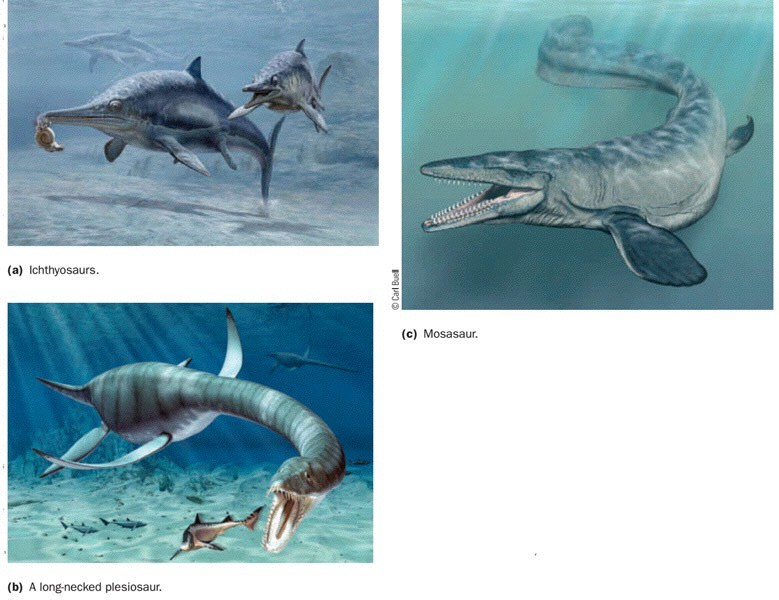 (a) Ichthyosaurs.
© Carl Buell
(c) Mosasaur.
(b) A long-necked plesiosaur.